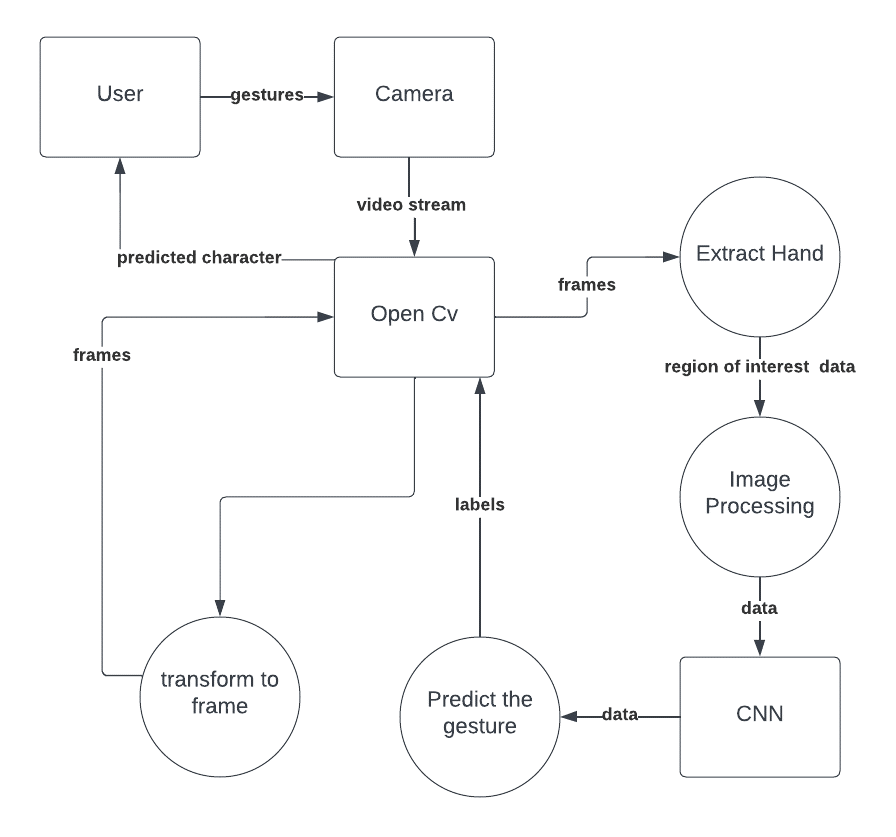 User
gestures
Camera
video stream
predicted character
Open Cv
frames
Extract Hand
frames
region of interest  data
Image
Processing
labels
data
transform to
frame
Predict the
gesture
data
CNN